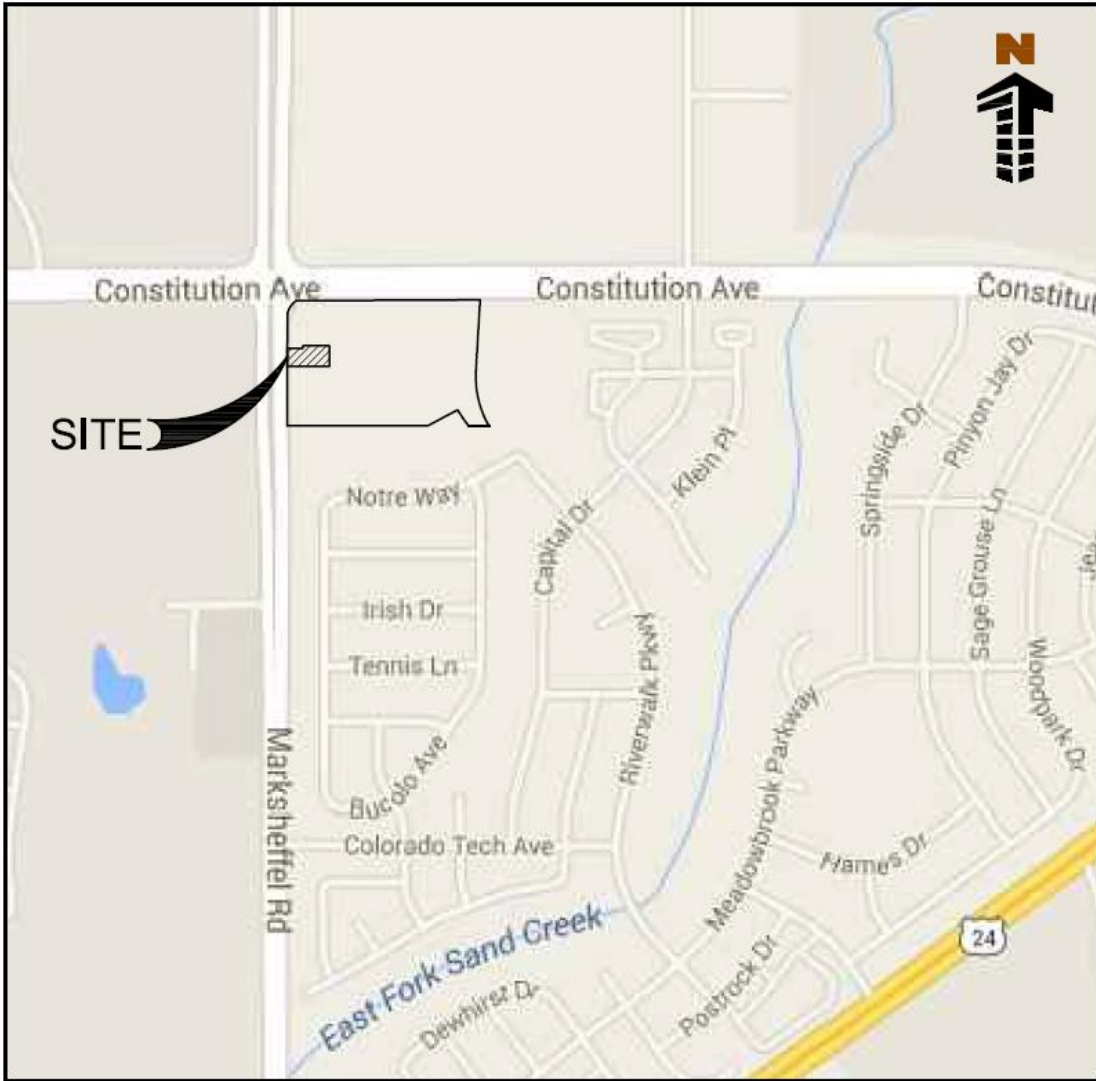 N
Constitution Ave
Constitution Ave
Constitut
SITE
Pinyon Jay Dr
Springside Dr
Klein Pt
Notre Way
Capital Dr
Sage Grouse Ln
Jea
Irish Dr
Tennis Ln
Woodpark Dr
Riverwalk Pkwy
Meadowbrook Parkway
Marksheffel Rd
Bucolo Ave
Colorado Tech Ave
Hames Dr
East Fork Sand Creek
24
Postrock Dr
Dewhirst Dr